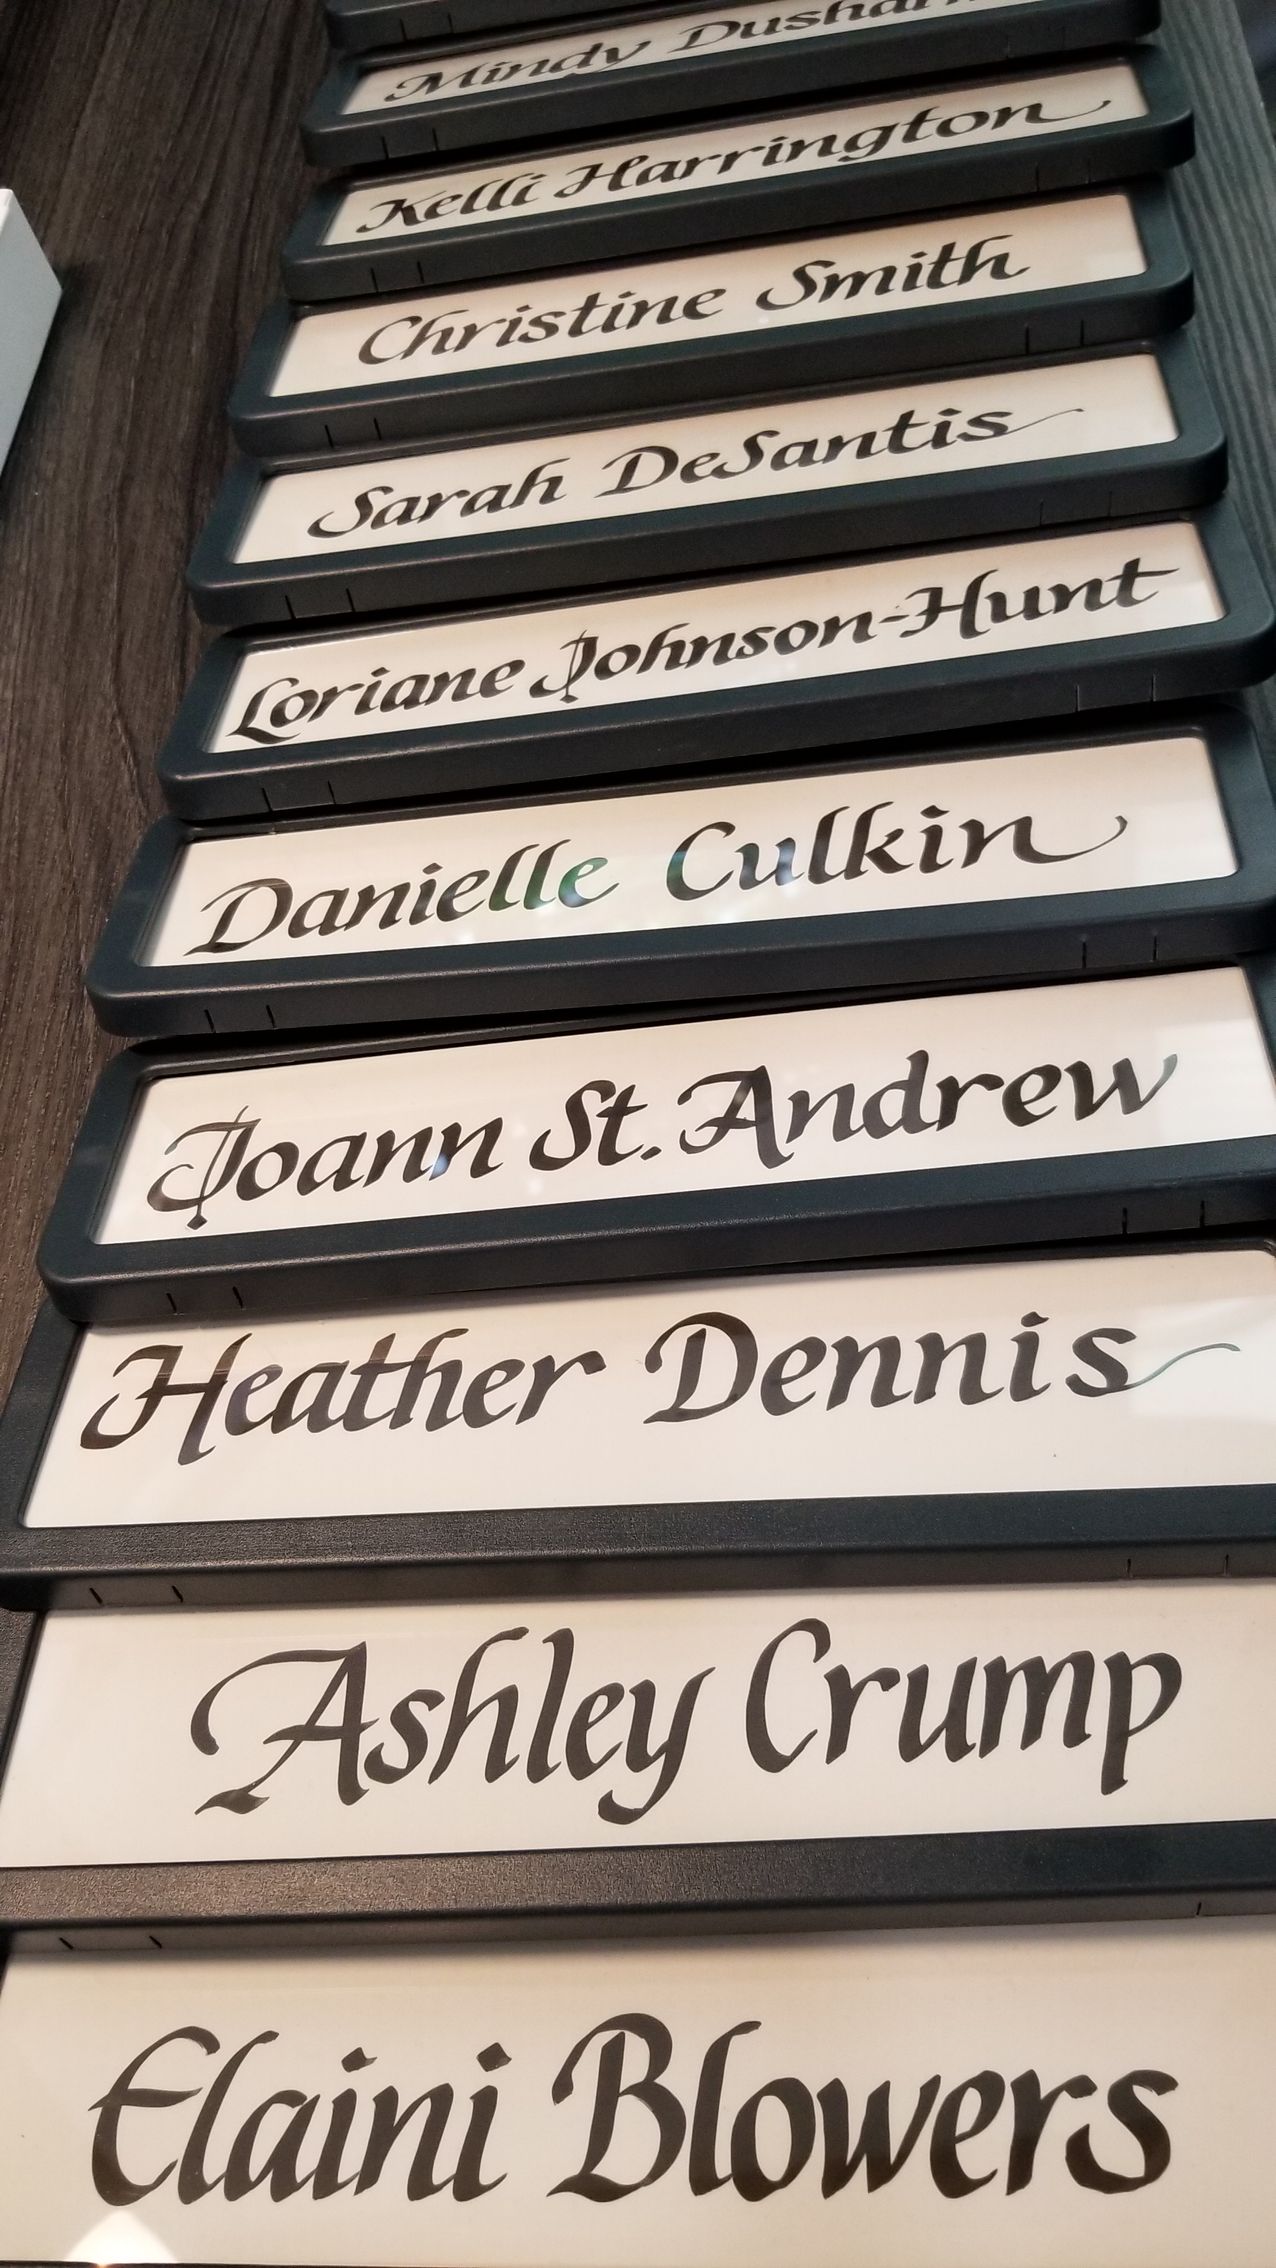 Mindy
Kelli Harrington
Christine Smith
Sarah DeSantis
Loriane Johnson-Hunt
Danielle Culkin
Joann St. Andrew
Heather Dennis
Ashley Crump
Elaini Blowers